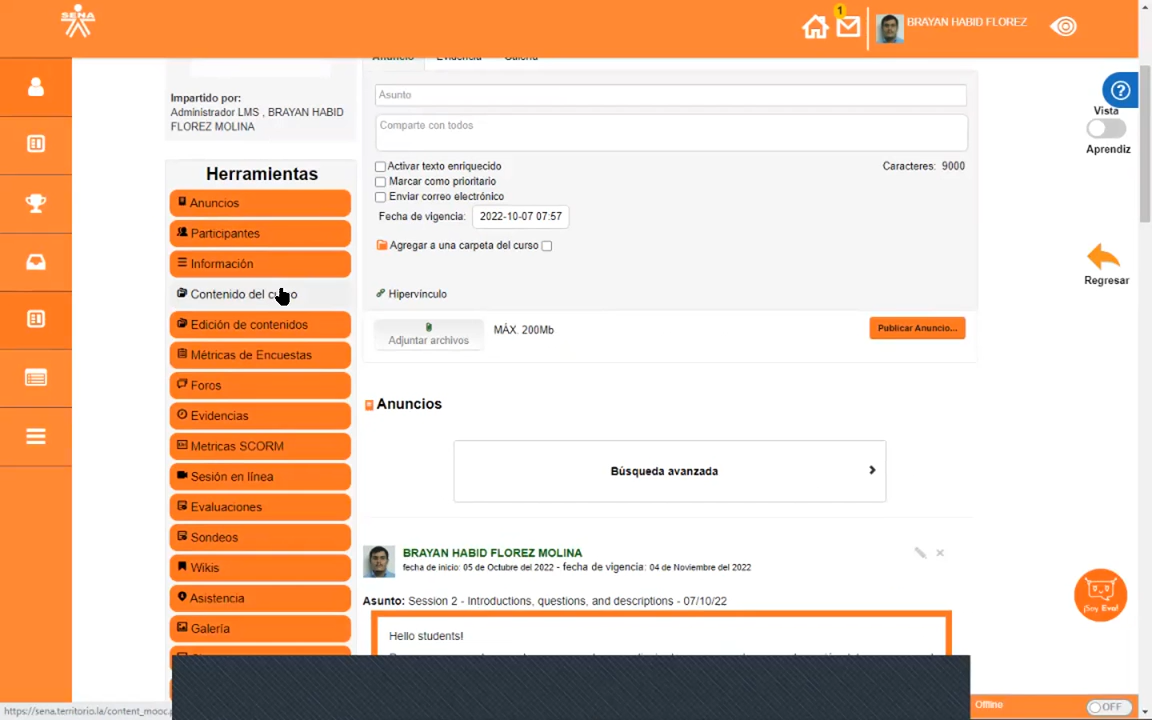 SENA
1
BRAYAN HABID FLOREZ
Impartido por:
Administrador LMS , BRAYAN HABID
FLOREZ MOLINA
Herramientas
Anuncios
Participantes
Información
Contenido del
Edición de contenidos
Métricas de Encuestas
Foros
Evidencias
Metricas SCORM
Sesión en línea
Evaluaciones
Sondeos
Wikis
Asistencia
Galería
Asunto
Comparte con todos
Activar texto enriquecido
Caracteres: 9000
Marcar como prioritario
Enviar correo electrónico
Fecha de vigencia: 2022-10-07 07:57
Agregar a una carpeta del curso
Hipervínculo
Adjuntar archivos
MÁX. 200Mb
Publicar Anuncio...
Anuncios
Búsqueda avanzada
BRAYAN HABID FLOREZ MOLINA
fecha de inicio: 05 de Octubre del 2022 - fecha de vigencia: 04 de Noviembre del 2022
Asunto: Session 2 - Introductions, questions, and descriptions - 07/10/22
Hello students!
Vista
Aprendiz
Regresar
¡Soy Eva!
Offline
OFF
https://sena.territorio.la/content_mooc.